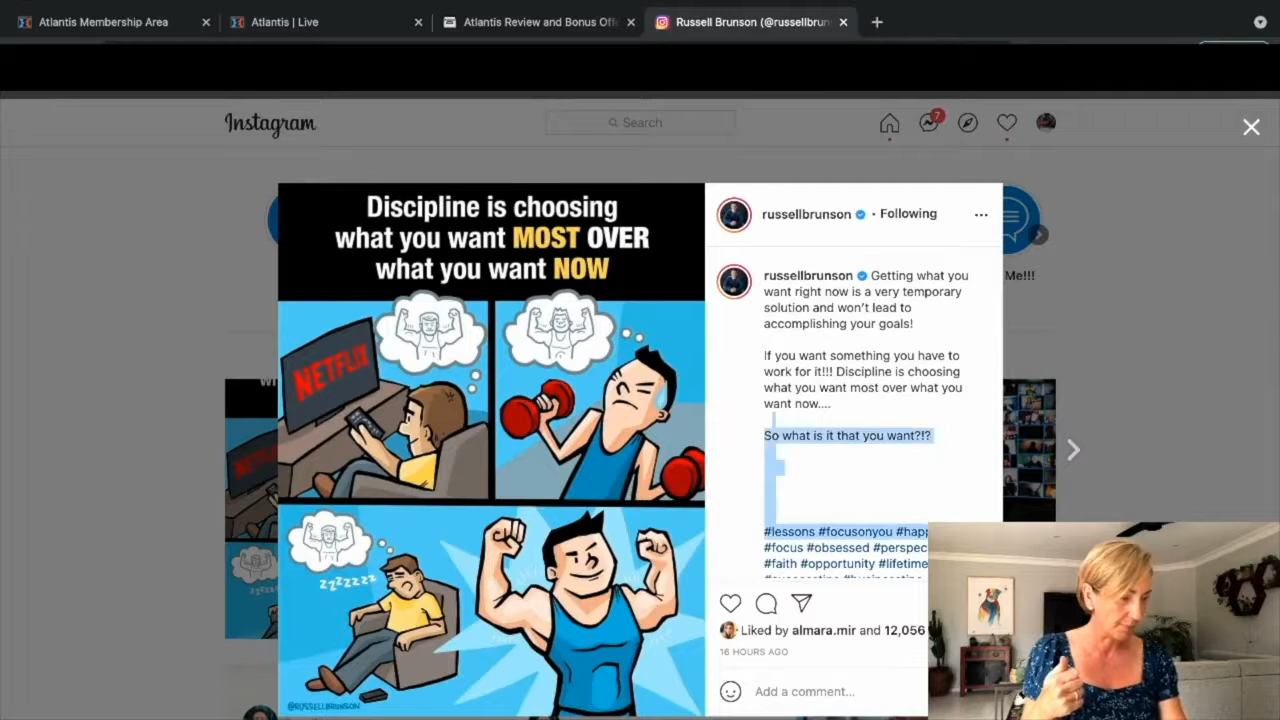 Atlantis Membership Area
Atlantis | Live
Atlantis Review and Bonus Off
Russell Brunson (@russellbrun
Instagram
Search
7
Discipline is choosing
what you want MOST OVER
what you want NOW
NETFLIX
zzzzzzz
@RUSSELLBRUNSON
russellbrunson • Following
russellbrunson Getting what you
want right now is a very temporary
solution and won't lead to
accomplishing your goals!
If you want something you have to
work for it!!! Discipline is choosing
what you want most over what you
want now....
So what is it that you want?!?
#lessons #focusonyou #happ
#focus #obsessed #perspec
#faith #opportunity #lifetime
Liked by almara.mir and 12,056
16 HOURS AGO
Add a comment...
Me!!!